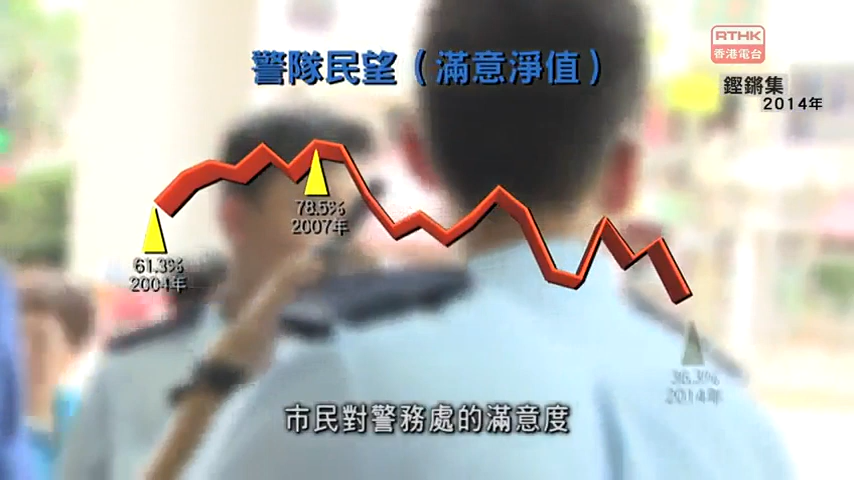 RTHK
香港電台
警隊民望（滿意淨值）
鏗鏘集
2014年
78.5%
2007年
61.3%
2004年
2014年
市民對警務處的滿意度